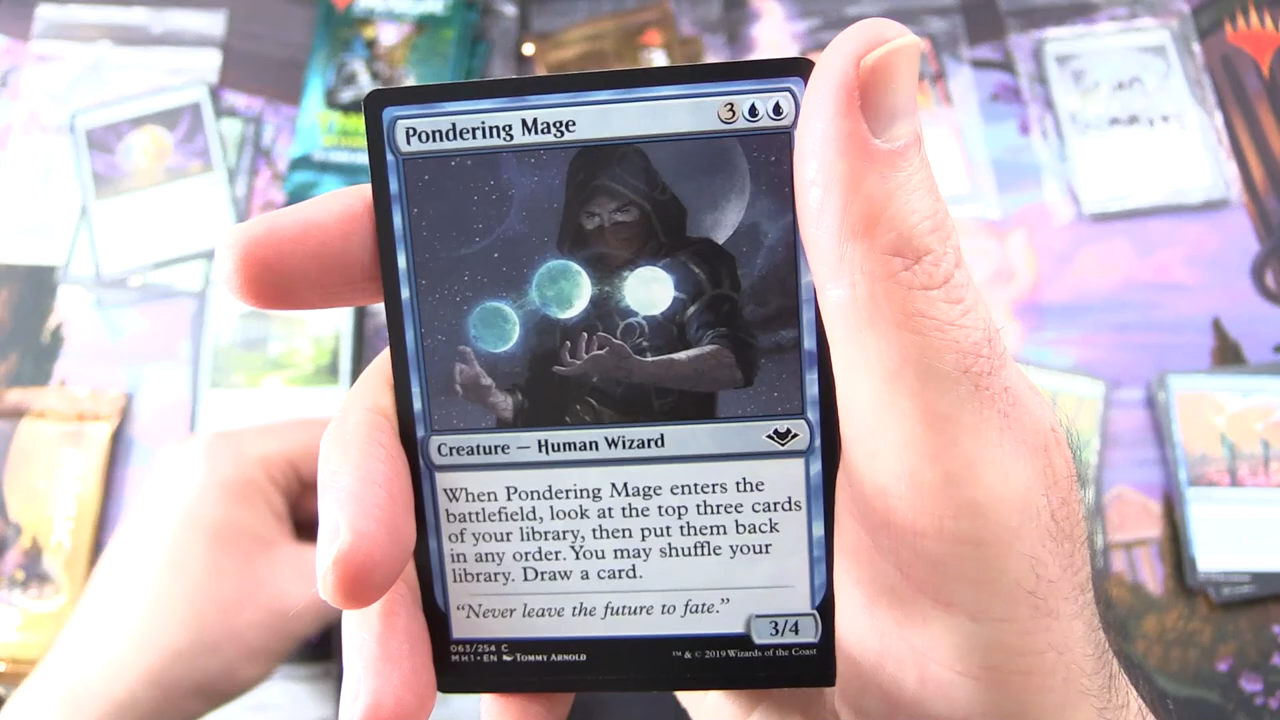 Pondering Mage
3
Creature — Human Wizard
When Pondering Mage enters the
battlefield, look at the top three cards
of your library, then put them back
in any order. You may shuffle your
library. Draw a card.
“Never leave the future to fate.”
3/4
063/254 C
MH1 • EN Tommy Arnold
™ & © 2019 Wizards of the Coast